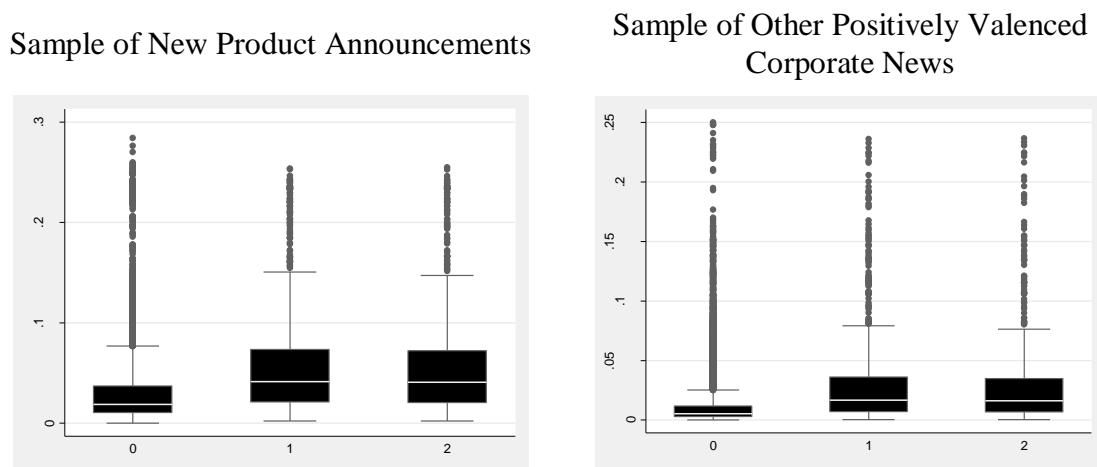 Sample of New Product Announcements
Sample of Other Positively Valenced
Corporate News
.3
.2
.1
0
0 1 2
.25
.2
.15
.1
.05
0
0 1 2